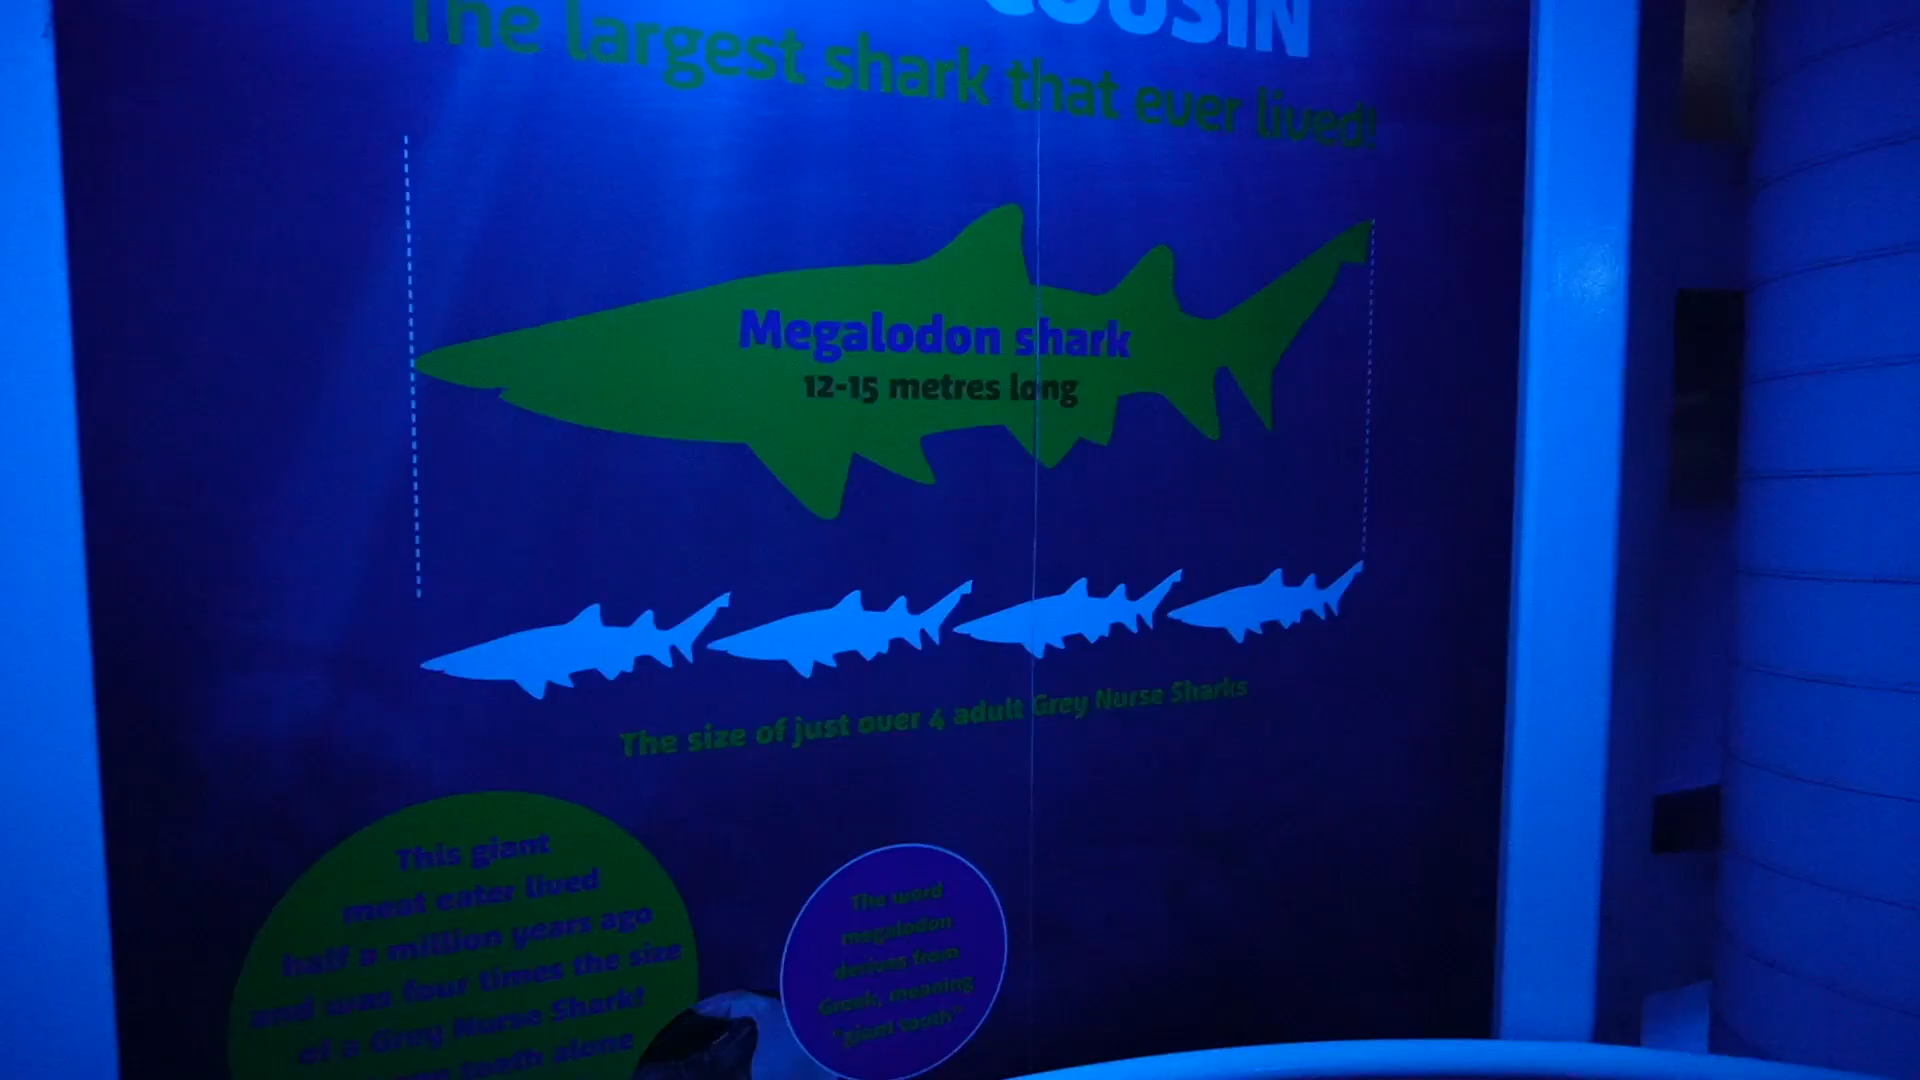 COUSIN
The largest shark that ever lived!
Megalodon shark
12-15 metres long
The size of just over 4 adult Grey Nurse Sharks
This giant
meat eater lived
half a million years ago
and was four times the size
of a Grey Nurse Shark!
tooth alone
The word
megalodon
derives from
Greek, meaning
"giant tooth"